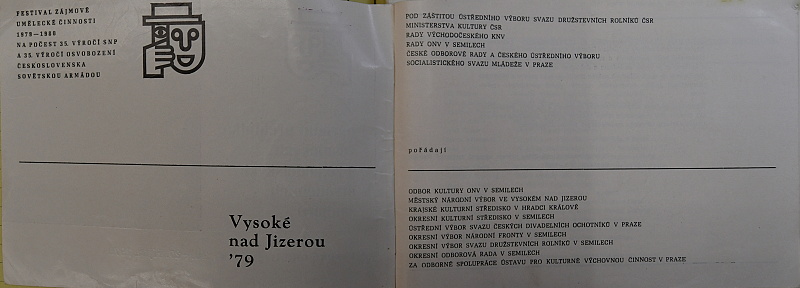 FESTIVAL ZÁJMOVÉ
UMĚLECKÉ ČINNOSTI
1979—1980
NA POČEST 35. VÝROČÍ SNP
A 35. VÝROČÍ OSVOBOZENÍ
ČESKOSLOVENSKA
SOVĚTSKOU ARMÁDOU
Vysoké
nad Jizerou
'79
POD ZÁŠTITOU ÚSTŘEDNÍHO VÝBORU SVAZU DRUŽSTEVNÍCH ROLNÍKŮ ČSR
MINISTERSTVA KULTURY ČSR
RADY VÝCHODOČESKÉHO KNV
RADY ONV V SEMILECH
ČESKÉ ODBOROVÉ RADY A ČESKÉHO ÚSTŘEDNÍHO VÝBORU
SOCIALISTICKÉHO SVAZU MLÁDEŽE V PRAZE
pořádají
ODBOR KULTURY ONV V SEMILECH
MĚSTSKÝ NÁRODNÍ VÝBOR VE VYSOKÉM NAD JIZEROU
KRAJSKÉ KULTURNÍ STŘEDISKO V HRADCI KRÁLOVÉ
OKRESNÍ KULTURNÍ STŘEDISKO V SEMILECH
ÚSTŘEDNÍ VÝBOR SVAZU ČESKÝCH DIVADELNÍCH OCHOTNÍKŮ V PRAZE
OKRESNÍ VÝBOR NÁRODNÍ FRONTY V SEMILECH
OKRESNÍ VÝBOR SVAZU DRUŽSTEVNÍCH ROLNÍKŮ V SEMILECH
OKRESNÍ ODBOROVÁ RADA V SEMILECH
ZA ODBORNÉ SPOLUPRÁCE ÚSTAVU PRO KULTURNĚ VÝCHOVNOU ČINNOST V PRAZE